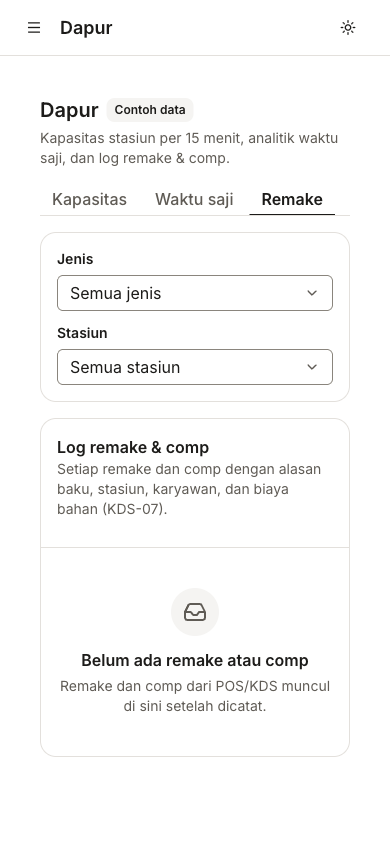 Dapur
Dapur
Contoh data
Kapasitas stasiun per 15 menit, analitik waktu
saji, dan log remake & comp.
Kapasitas
Waktu saji
Remake
Jenis
Semua jenis
Stasiun
Semua stasiun
Log remake & comp
Setiap remake dan comp dengan alasan
baku, stasiun, karyawan, dan biaya
bahan (KDS-07).
Belum ada remake atau comp
Remake dan comp dari POS/KDS muncul
di sini setelah dicatat.